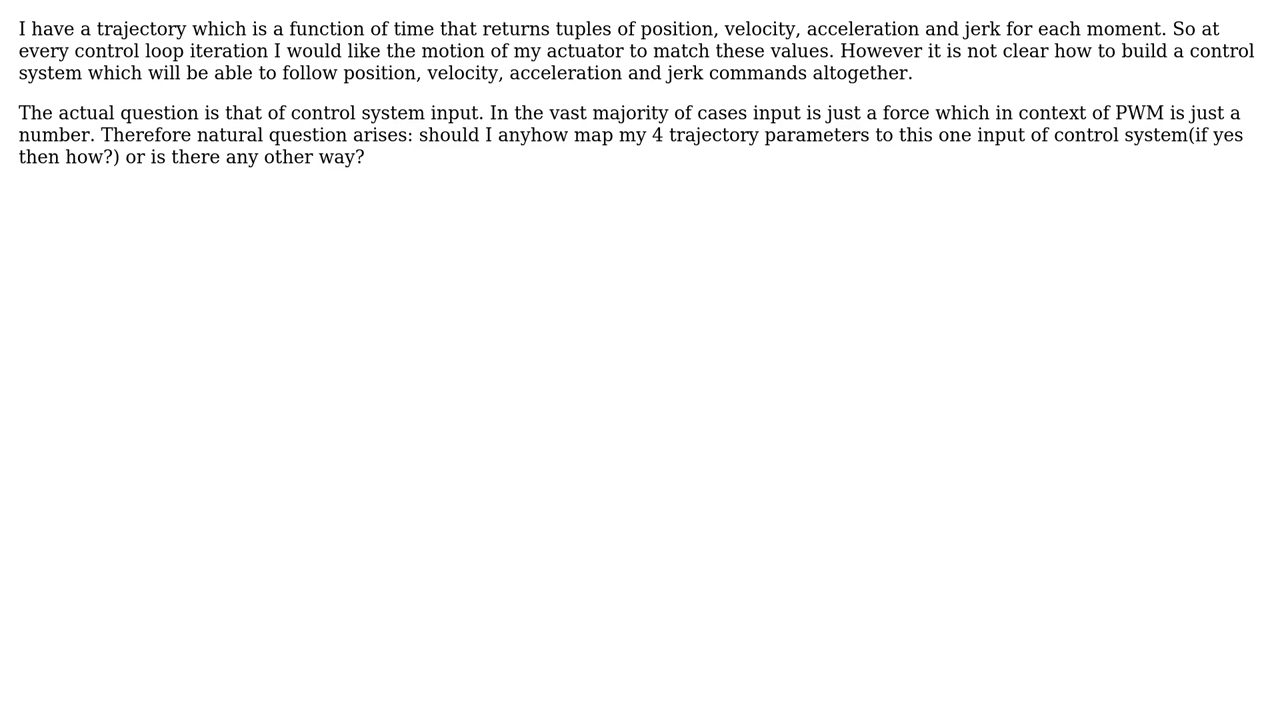 I have a trajectory which is a function of time that returns tuples of position, velocity, acceleration and jerk for each moment. So at
every control loop iteration I would like the motion of my actuator to match these values. However it is not clear how to build a control
system which will be able to follow position, velocity, acceleration and jerk commands altogether.
The actual question is that of control system input. In the vast majority of cases input is just a force which in context of PWM is just a
number. Therefore natural question arises: should I anyhow map my 4 trajectory parameters to this one input of control system(if yes
then how?) or is there any other way?